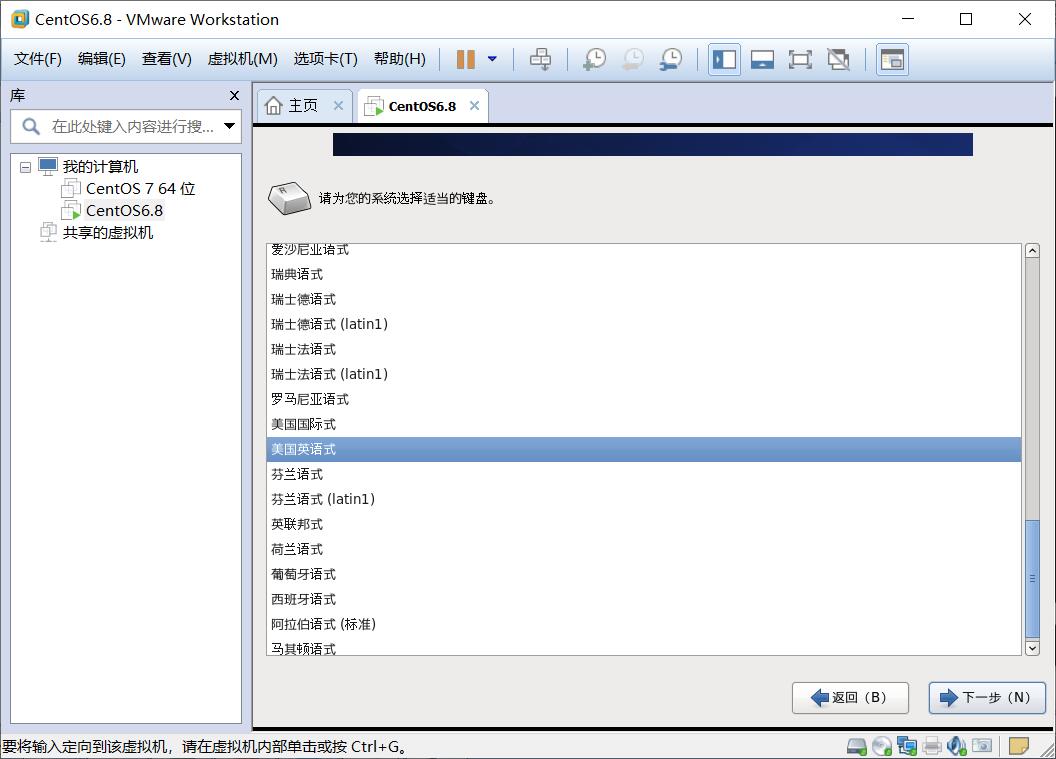 CentOS6.8 - VMware Workstation
文件(F) 编辑(E) 查看(V) 虚拟机(M) 选项卡(T) 帮助(H)
库
在此处键入内容进行搜...
我的计算机
CentOS 7 64 位
CentOS6.8
共享的虚拟机
主页
CentOS6.8
R
请为您的系统选择适当的键盘。
爱沙尼亚语式
瑞典语式
瑞士德语式
瑞士德语式 (latin1)
瑞士法语式
瑞士法语式 (latin1)
罗马尼亚语式
美国国际式
美国英语式
芬兰语式
芬兰语式 (latin1)
英联邦式
荷兰语式
葡萄牙语式
西班牙语式
阿拉伯语式 (标准)
马其顿语式
返回（B）
下一步（N）
要将输入定向到该虚拟机，请在虚拟机内部单击或按 Ctrl+G。